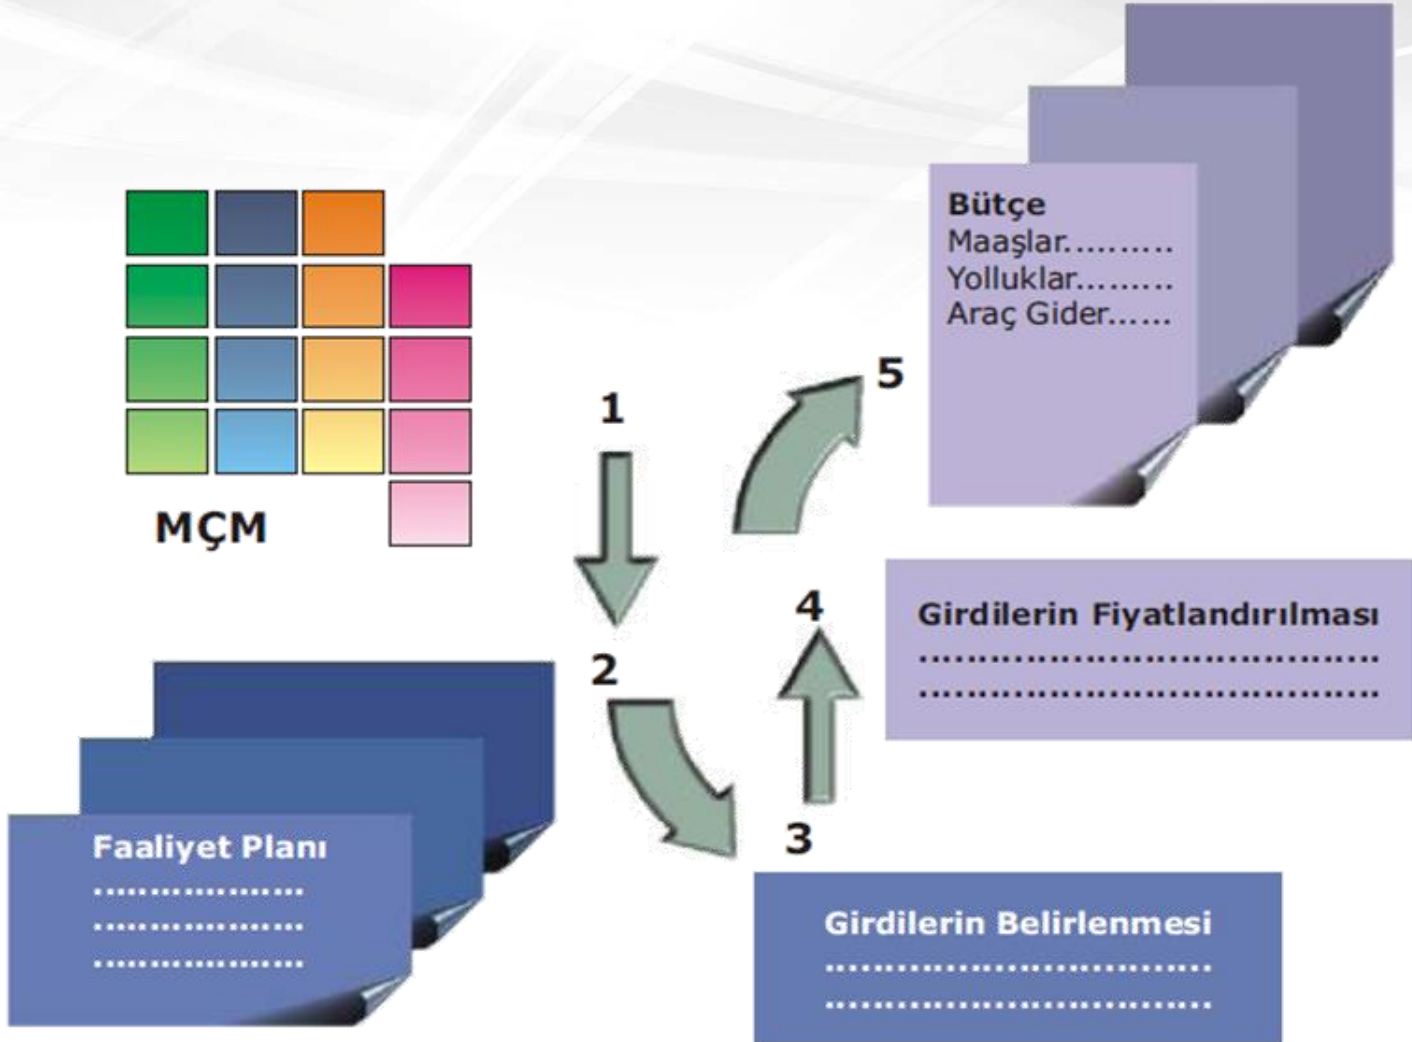 MÇM
1
2
Faaliyet Planı
...................
...................
...................
3
Girdilerin Belirlenmesi
.................................
.................................
4
Girdilerin Fiyatlandırılması
.......................................
.......................................
5
Bütçe
Maaşlar..........
Yolluklar.........
Araç Gider......